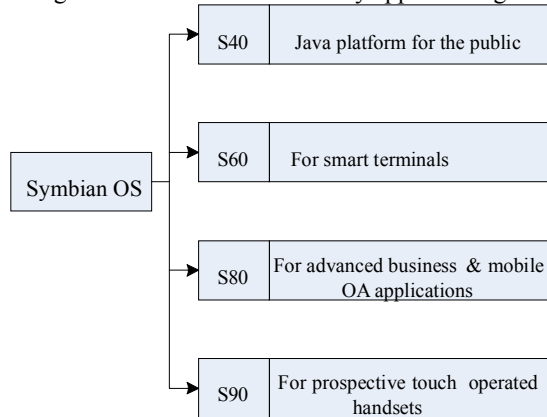 S40 Java platform for the public
S60 For smart terminals
Symbian OS
S80 For advanced business & mobile
OA applications
S90 For prospective touch operated
handsets